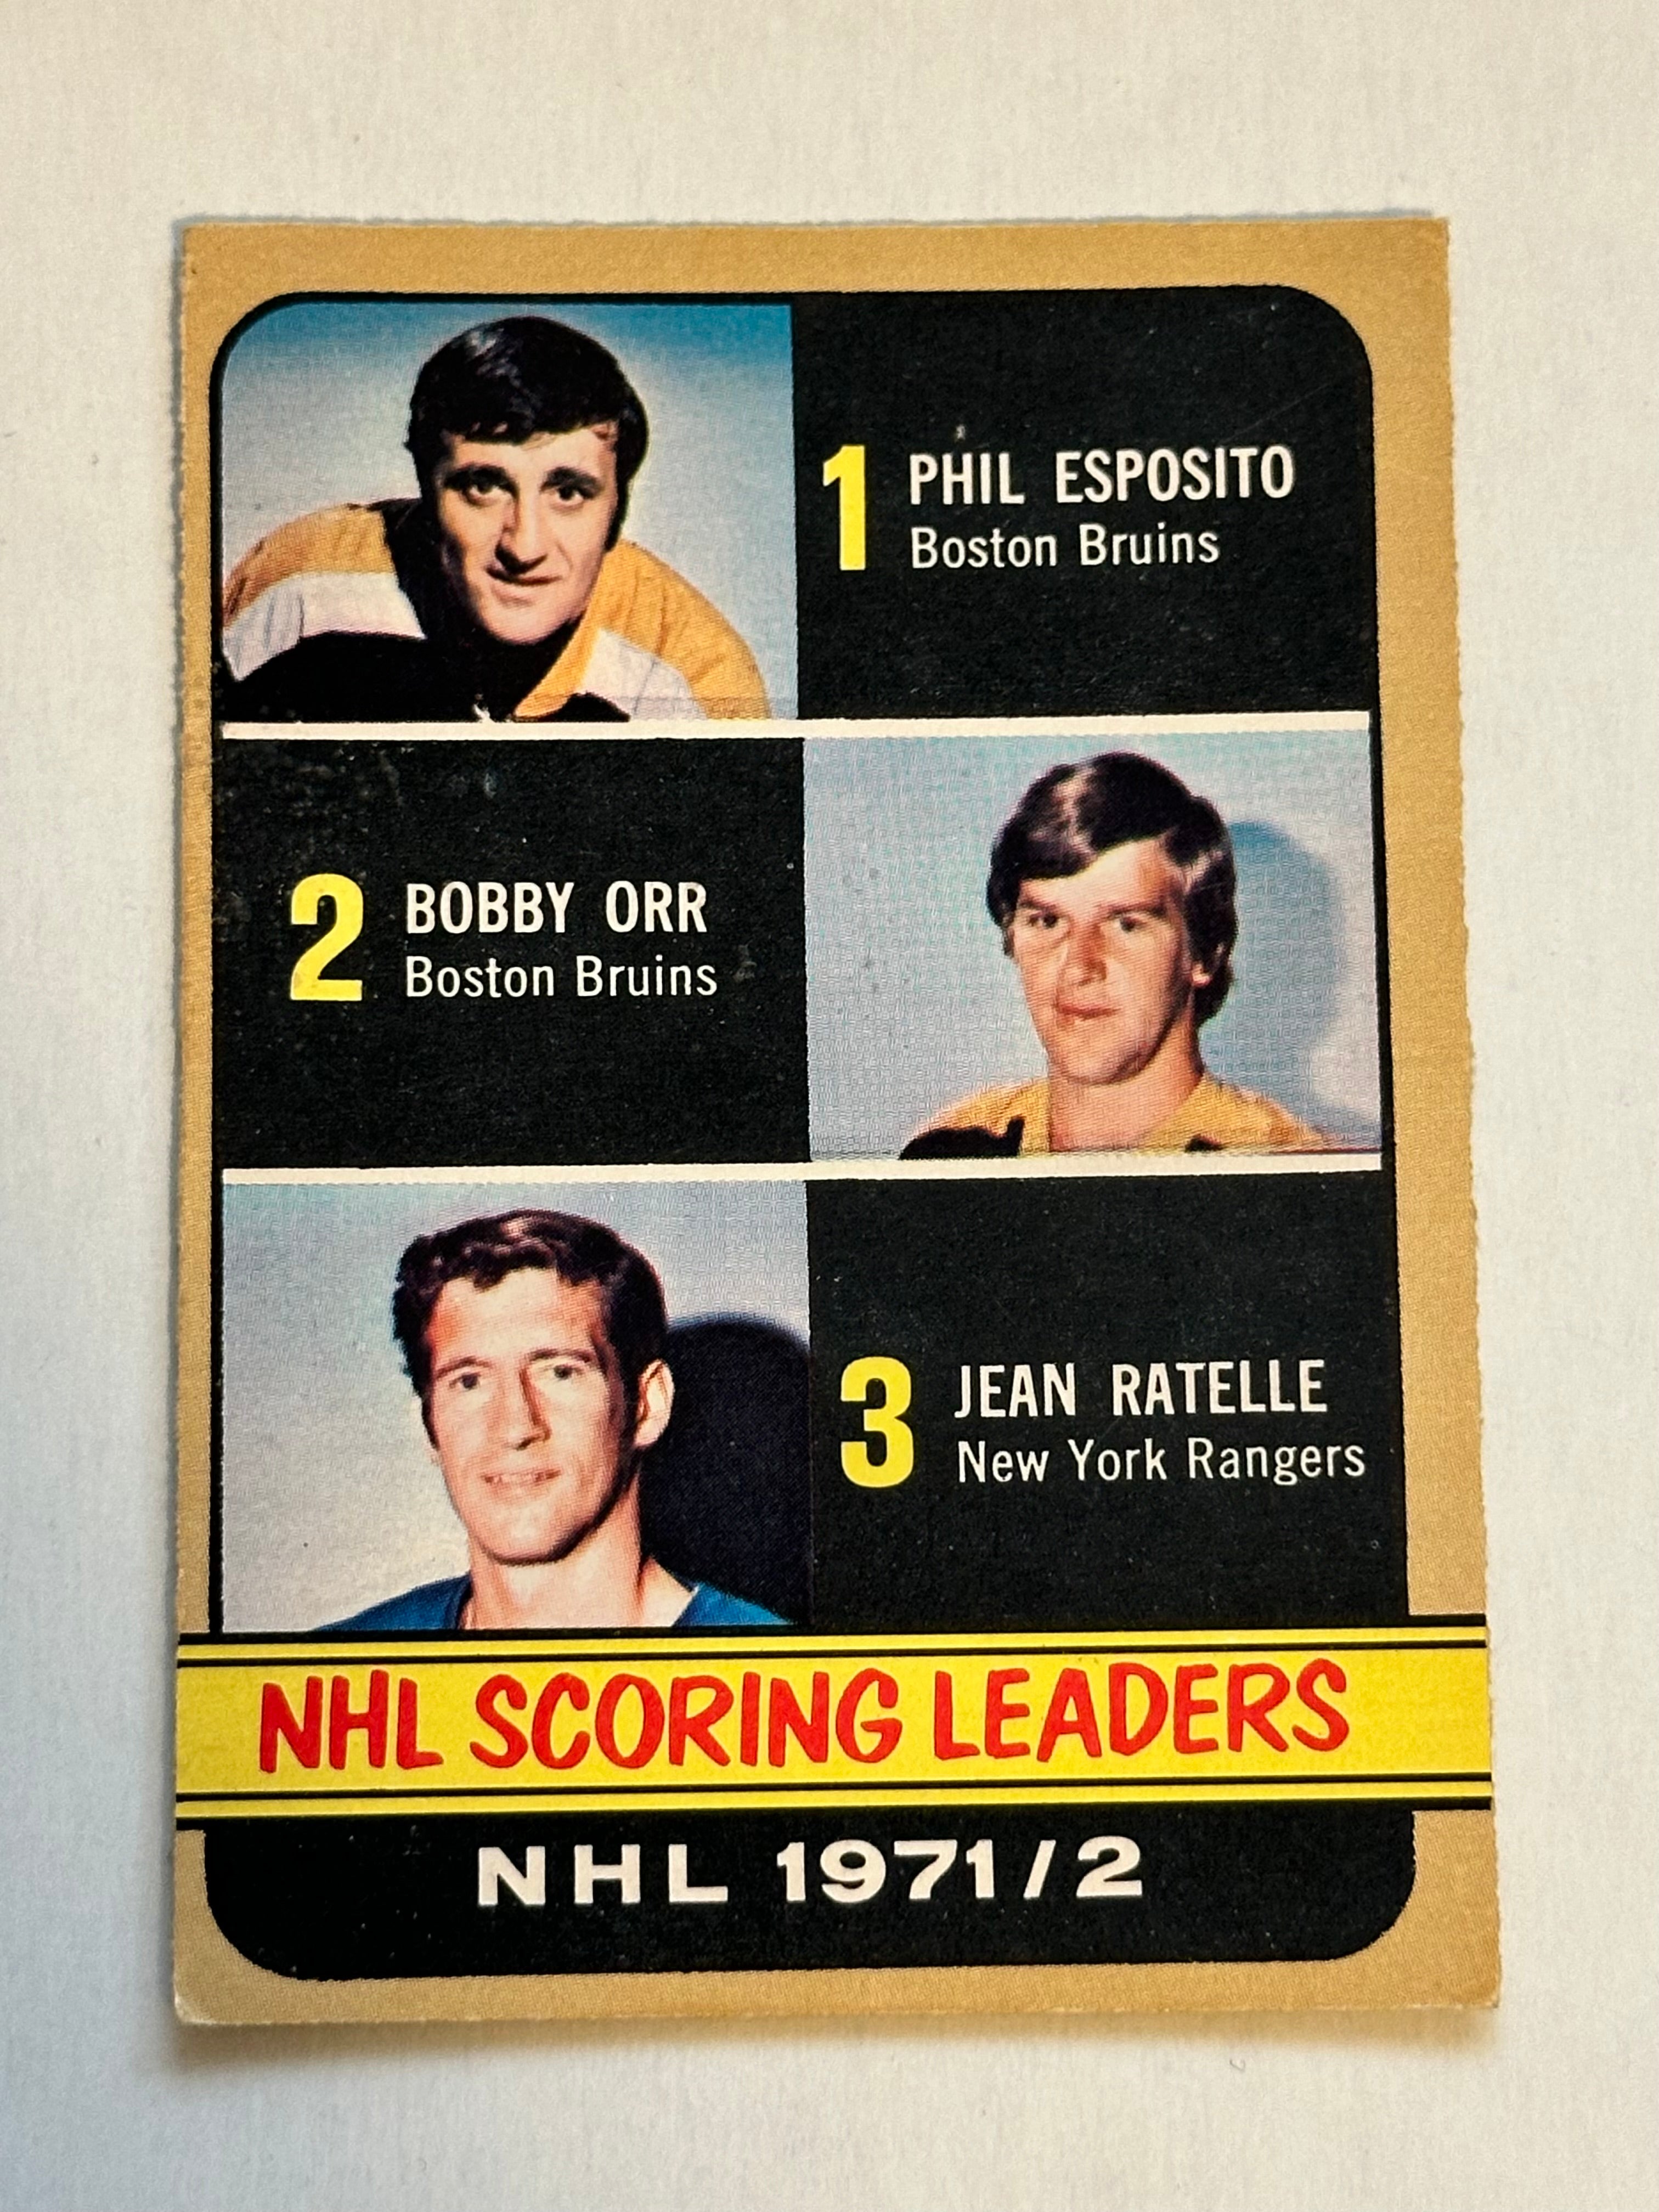 1 PHIL ESPOSITO
Boston Bruins
2 BOBBY ORR
Boston Bruins
3 JEAN RATELLE
New York Rangers
NHL SCORING LEADERS
NHL 1971/2